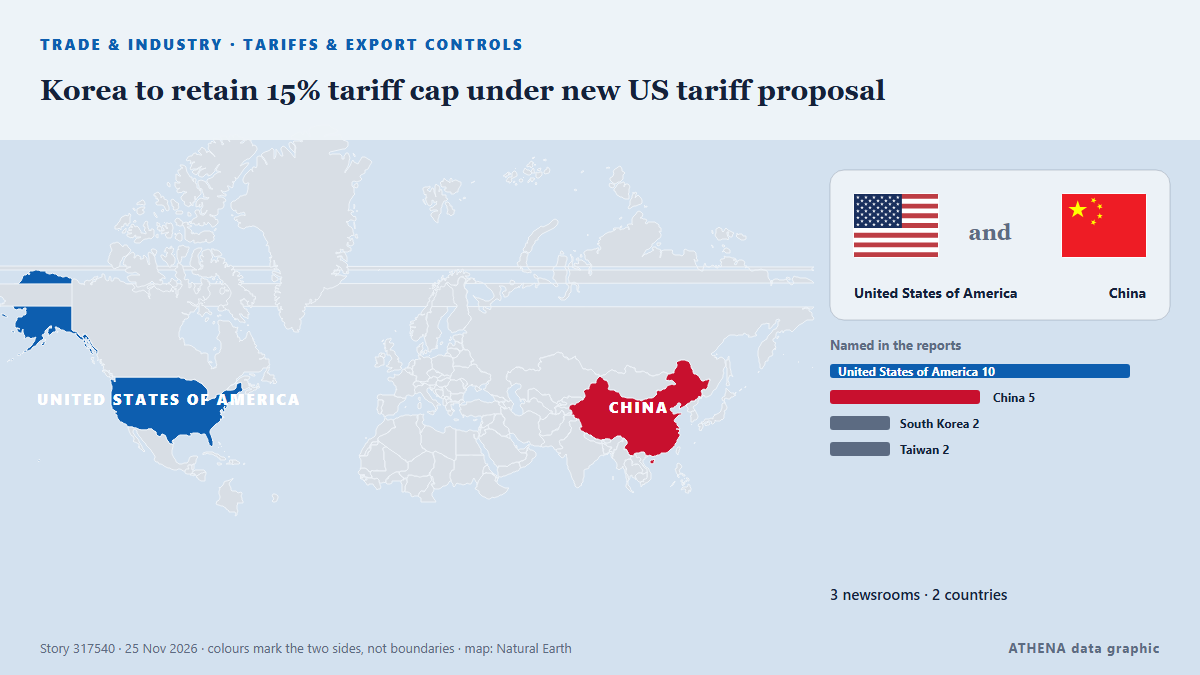 TRADE & INDUSTRY · TARIFFS & EXPORT CONTROLS
Korea to retain 15% tariff cap under new US tariff proposal
UNITED STATES OF AMERICA
CHINA
and
United States of America
China
Named in the reports
United States of America 10
China 5
South Korea 2
Taiwan 2
3 newsrooms · 2 countries
Story 317540 · 25 Nov 2026 · colours mark the two sides, not boundaries · map: Natural Earth
ATHENA data graphic